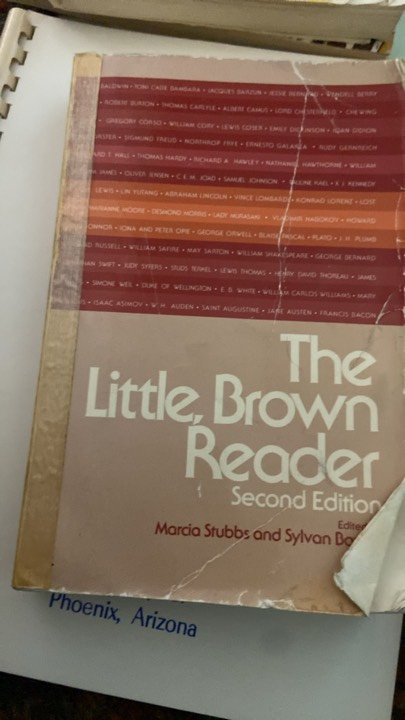 BALDWIN • TONI CADE BAMBARA • JACQUES BARZUN • JESSIE BERNARD • WENDELL BERRY
ROBERT BURTON • THOMAS CARLYLE • ALBERT CAMUS • LORD CHESTERFIELD • CHEWING
GREGORY CORSO • WILLIAM CORY • LEWIS COSER • EMILY DICKINSON • JOAN DIDION
SIGMUND FREUD • NORTHROP FRYE • ERNESTO GALARZA • RUDY GERNREICH
T. HALL • THOMAS HARDY • RICHARD A. HAWLEY • NATHANIEL HAWTHORNE • WILLIAM
JAMES • OLIVER JENSEN • C.E.M. JOAD • SAMUEL JOHNSON • PAULINE KAEL • X.J. KENNEDY
LEWIS • LIN YUTANG • ABRAHAM LINCOLN • VINCE LOMBARDI • KONRAD LORENZ • LOST
MARIANNE MOORE • DESMOND MORRIS • LADY MURASAKI • VLADIMIR NABOKOV • HOWARD
CONNOR • IONA AND PETER OPIE • GEORGE ORWELL • BLAISE PASCAL • PLATO • J.H. PLUMB
RUSSELL • WILLIAM SAFIRE • MAY SARTON • WILLIAM SHAKESPEARE • GEORGE BERNARD
SWIFT • JUDY SYFERS • STUDS TERKEL • LEWIS THOMAS • HENRY DAVID THOREAU • JAMES
SIMONE WEIL • DUKE OF WELLINGTON • E.B. WHITE • WILLIAM CARLOS WILLIAMS • MARY
ISAAC ASIMOV • W.H. AUDEN • SAINT AUGUSTINE • JANE AUSTEN • FRANCIS BACON
The
Little, Brown
Reader
Second Edition
Marcia Stubbs and Sylvan
Phoenix, Arizona